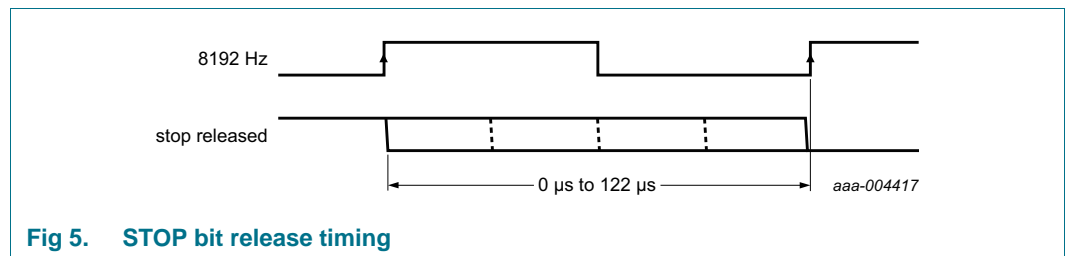 8192 Hz
stop released
0 μs to 122 μs
aaa-004417
Fig 5. STOP bit release timing